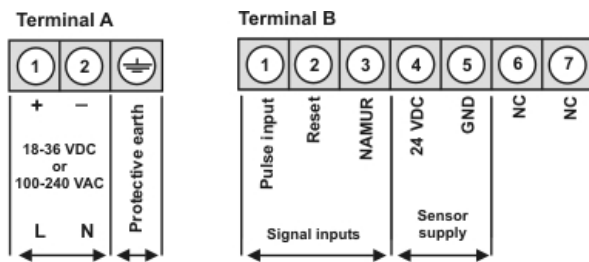 Terminal A
1 2
+ –
18-36 VDC
or
100-240 VAC
L N
Protective earth
Terminal B
1 2 3 4 5 6 7
Pulse input
Reset
NAMUR
24 VDC
GND
NC
NC
Signal inputs
Sensor
supply